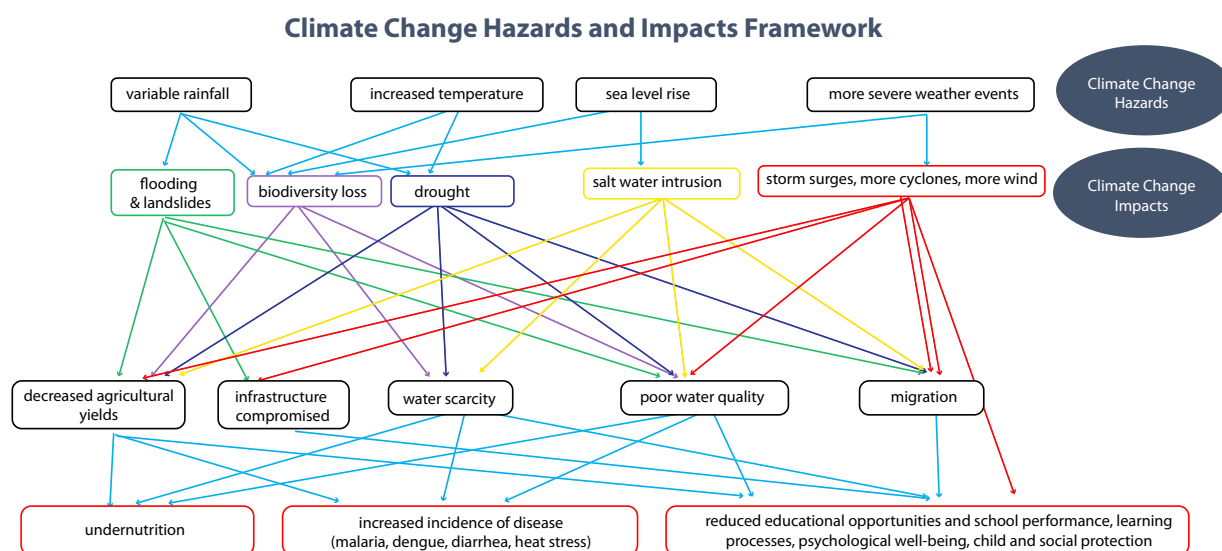 Climate Change Hazards and Impacts Framework
variable rainfall
increased temperature
sea level rise
more severe weather events
Climate Change
Hazards
flooding
& landslides
biodiversity loss
drought
salt water intrusion
storm surges, more cyclones, more wind
Climate Change
Impacts
decreased agricultural
yields
infrastructure
compromised
water scarcity
poor water quality
migration
undernutrition
increased incidence of disease
(malaria, dengue, diarrhea, heat stress)
reduced educational opportunities and school performance, learning
processes, psychological well-being, child and social protection